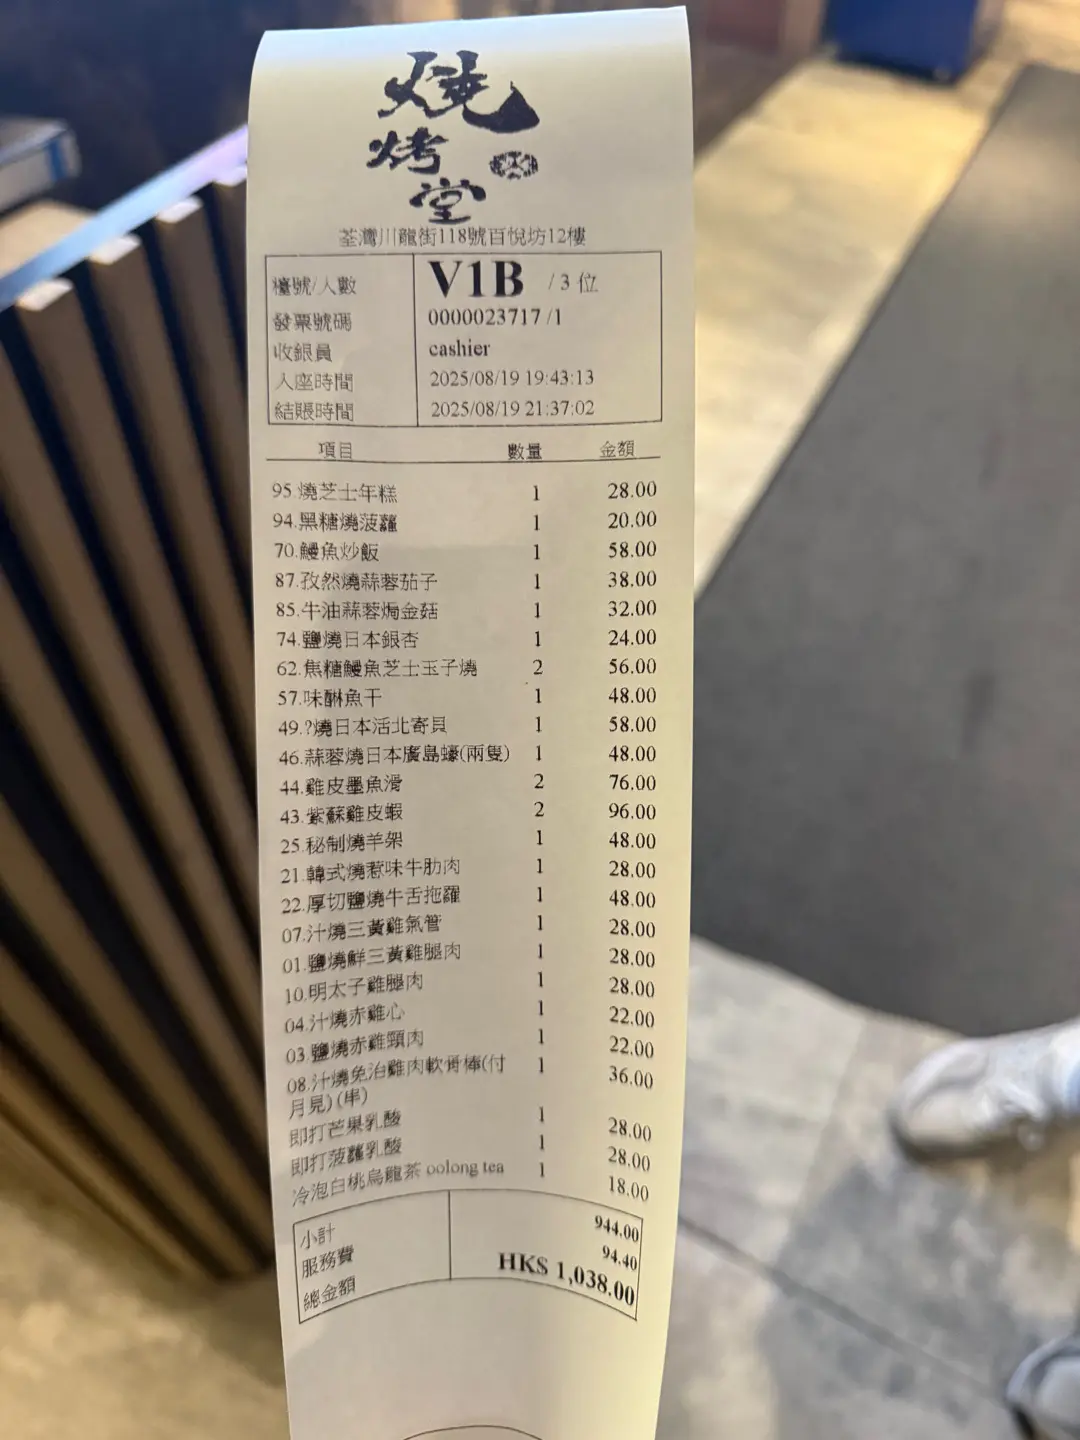 燒
烤
堂
荃灣川龍街118號百悅坊12樓
檯號/人數 V1B / 3 位
發票號碼 0000023717 /1
收銀員 cashier
入座時間 2025/08/19 19:43:13
結賬時間 2025/08/19 21:37:02
項目 數量 金額
95.燒芝士年糕 1 28.00
94.黑糖燒菠蘿 1 20.00
70.鰻魚炒飯 1 58.00
87.孜然燒蒜蓉茄子 1 38.00
85.牛油蒜蓉焗金菇 1 32.00
74.鹽燒日本銀杏 1 24.00
62.焦糖鰻魚芝士玉子燒 2 56.00
57.味醂魚干 1 48.00
49.?燒日本活北寄貝 1 58.00
46.蒜蓉燒日本廣島蠔(兩隻) 1 48.00
44.雞皮墨魚滑 2 76.00
43.紫蘇雞皮蝦 2 96.00
25.秘制燒羊架 1 48.00
21.韓式燒惹味牛肋肉 1 28.00
22.厚切鹽燒牛舌拖羅 1 48.00
07.汁燒三黃雞氣管 1 28.00
01.鹽燒鮮三黃雞腿肉 1 28.00
10.明太子雞腿肉 1 28.00
04.汁燒赤雞心 1 22.00
03.鹽燒赤雞頸肉 1 22.00
08.汁燒免治雞肉軟骨棒(付 1 36.00
月見) (串)
即打芒果乳酸 1 28.00
即打菠蘿乳酸 1 28.00
冷泡白桃烏龍茶 oolong tea 1 18.00
小計 944.00
服務費 94.40
總金額 HK$ 1,038.00